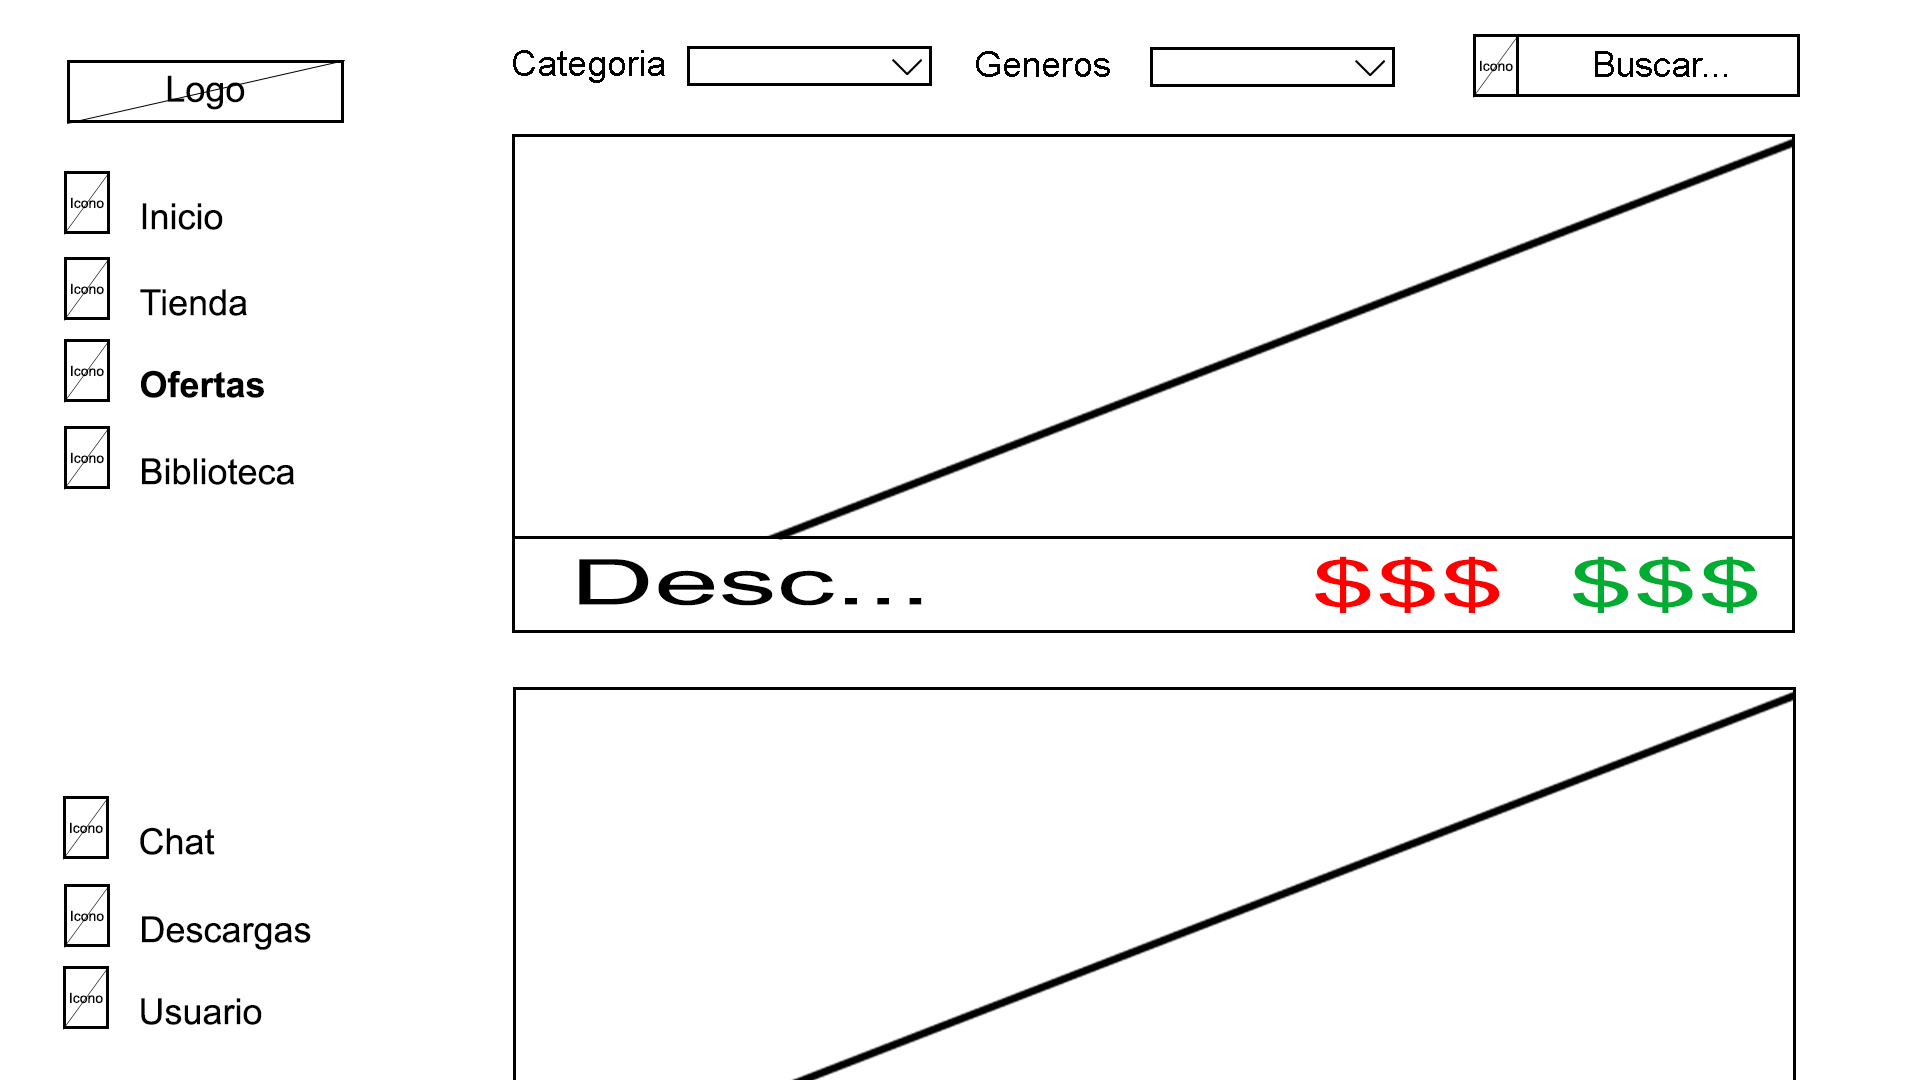 Logo
Icono Inicio
Icono Tienda
Icono Ofertas
Icono Biblioteca
Icono Chat
Icono Descargas
Icono Usuario
Categoria Generos Icono Buscar...
Desc... $$$ $$$